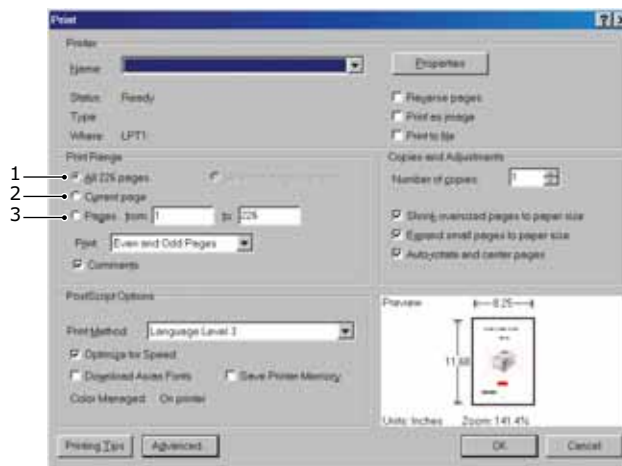 Print
Printer
Name:
Properties
Status: Ready
Type:
Where: LPT1:
Reverse pages
Print as image
Print to file
Print Range
1
All 226 pages
2
Current page
3
Pages from: 1 to: 226
Print: Even and Odd Pages
Comments
Copies and Adjustments
Number of copies: 1
Shrink oversized pages to paper size
Expand small pages to paper size
Auto-rotate and center pages
PostScript Options
Print Method: Language Level 3
Optimize for Speed
Download Asian Fonts
Save Printer Memory
Color Managed: On printer
Preview
8.25
11.68
Units: Inches Zoom: 141.4%
Printing Tips
Advanced
OK
Cancel